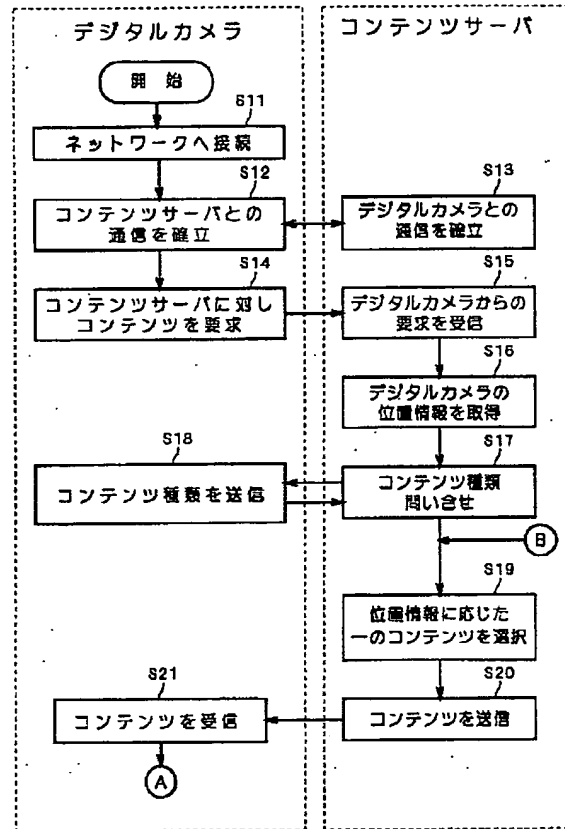 デジタルカメラ
コンテンツサーバ
開始
S11
ネットワークへ接続
S12
コンテンツサーバとの
通信を確立
S13
デジタルカメラとの
通信を確立
S14
コンテンツサーバに対し
コンテンツを要求
S15
デジタルカメラからの
要求を受信
S16
デジタルカメラの
位置情報を取得
S17
コンテンツ種類
問い合せ
S18
コンテンツ種類を送信
B
S19
位置情報に応じた
一のコンテンツを選択
S20
コンテンツを送信
S21
コンテンツを受信
A